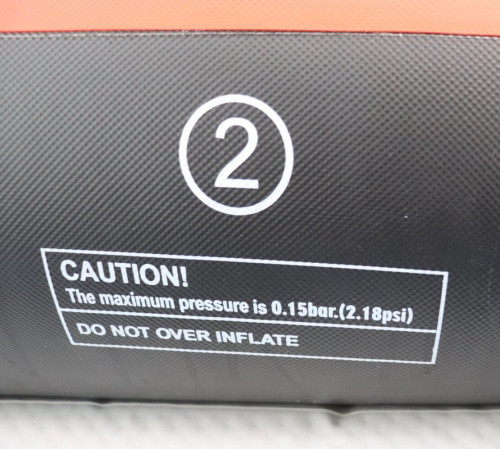 2
CAUTION!
The maximum pressure is 0.15bar.(2.18psi)
DO NOT OVER INFLATE